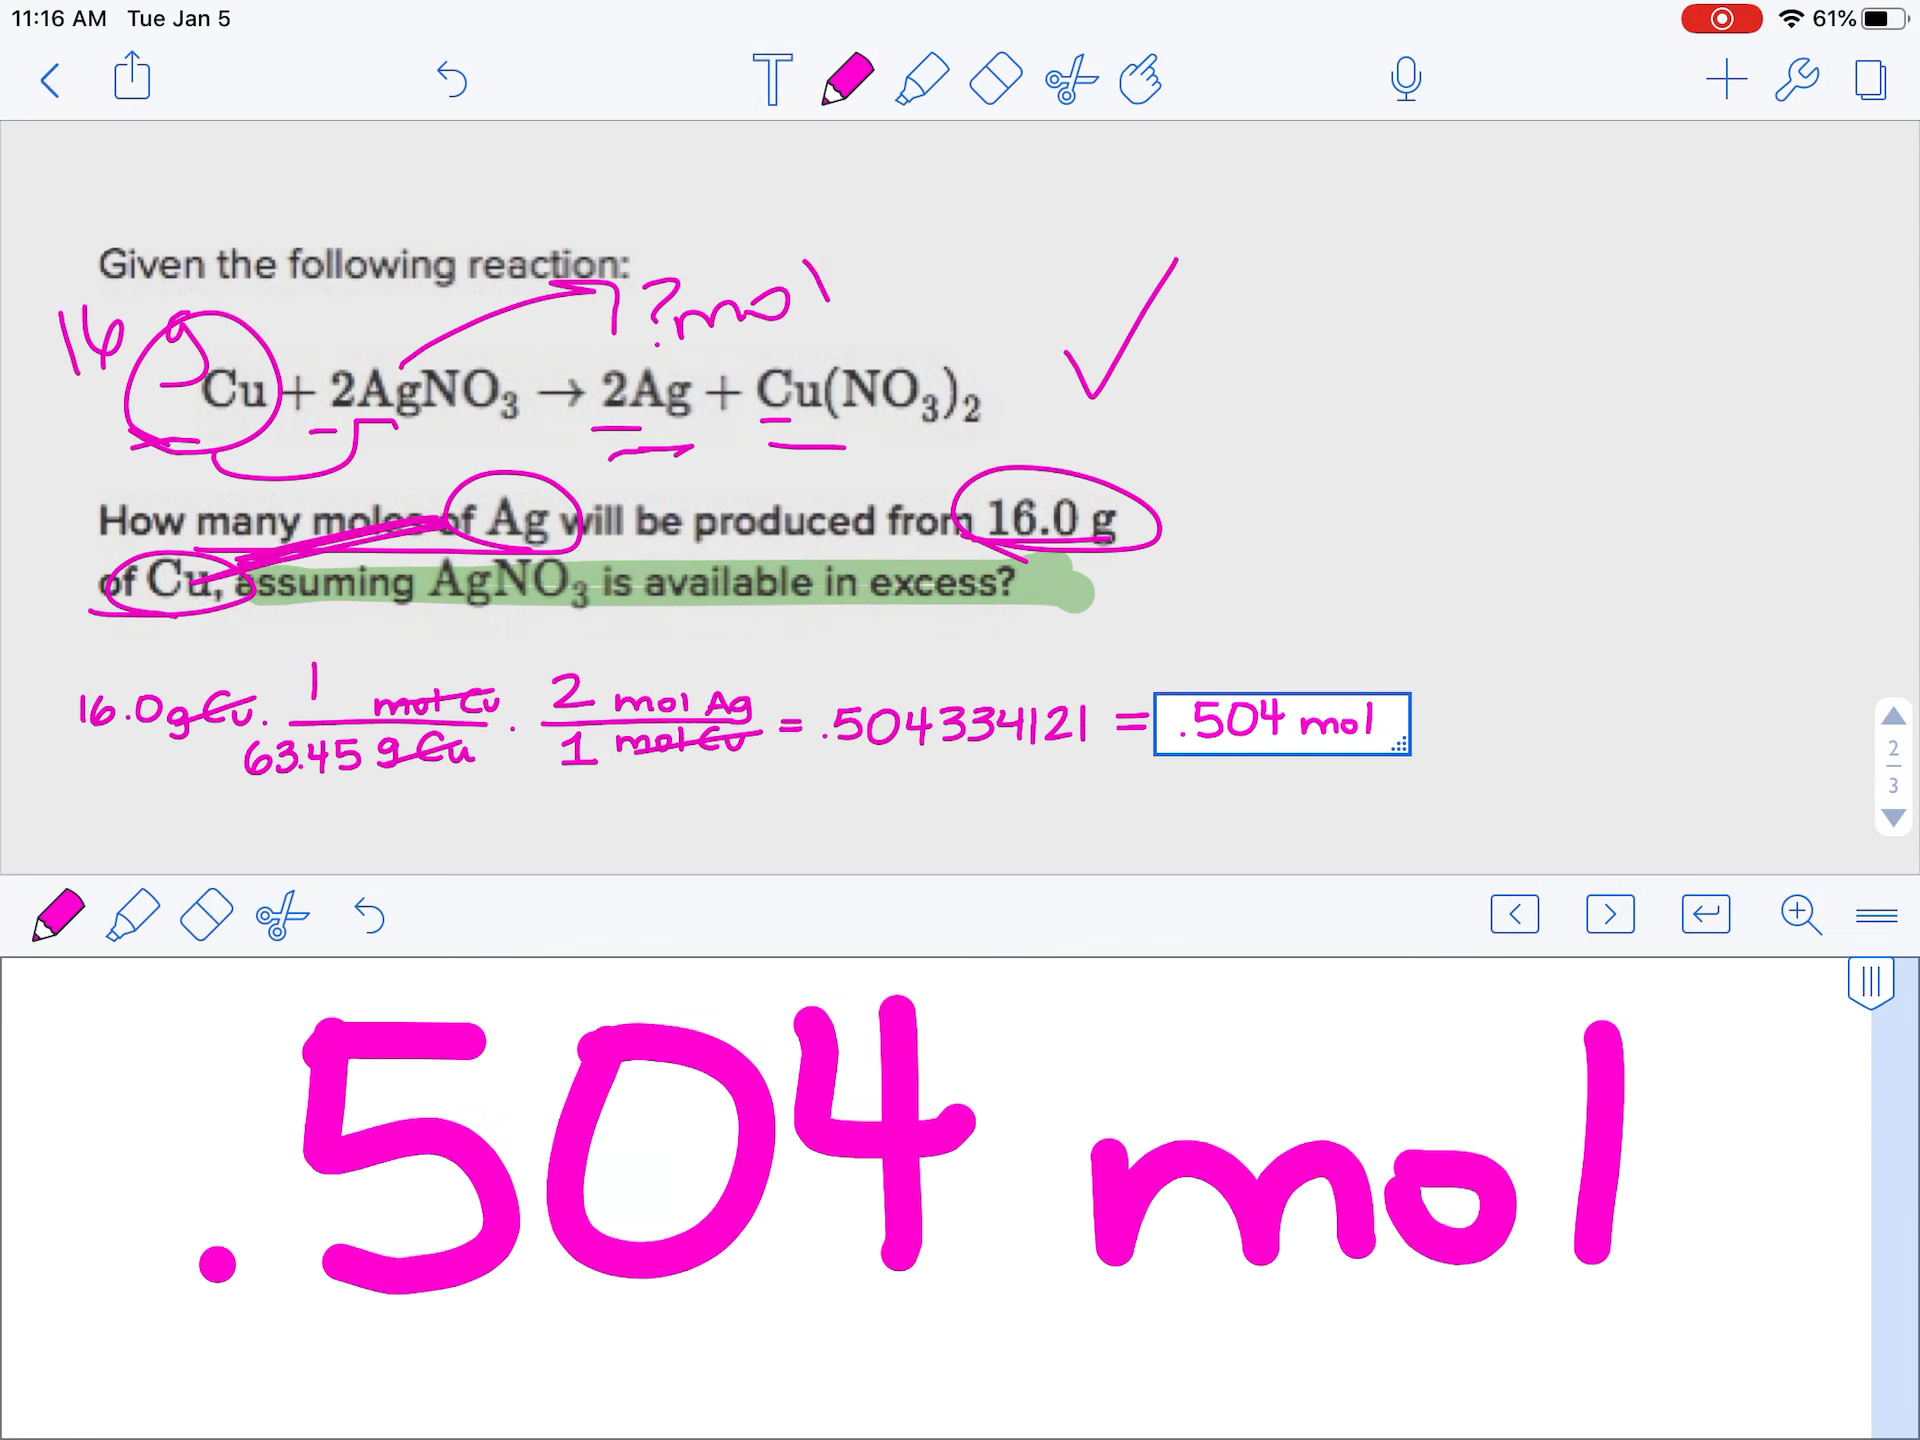 11:16 AM Tue Jan 5
61%
T
Given the following reaction:
16 g
? mol
Cu + 2AgNO₃ → 2Ag + Cu(NO₃)₂
How many moles of Ag will be produced from 16.0 g
of Cu, assuming AgNO₃ is available in excess?
16.0 g Cu · 1 mol Cu / 63.45 g Cu · 2 mol Ag / 1 mol Cu = .504334121 = .504 mol
2
3
.504 mol